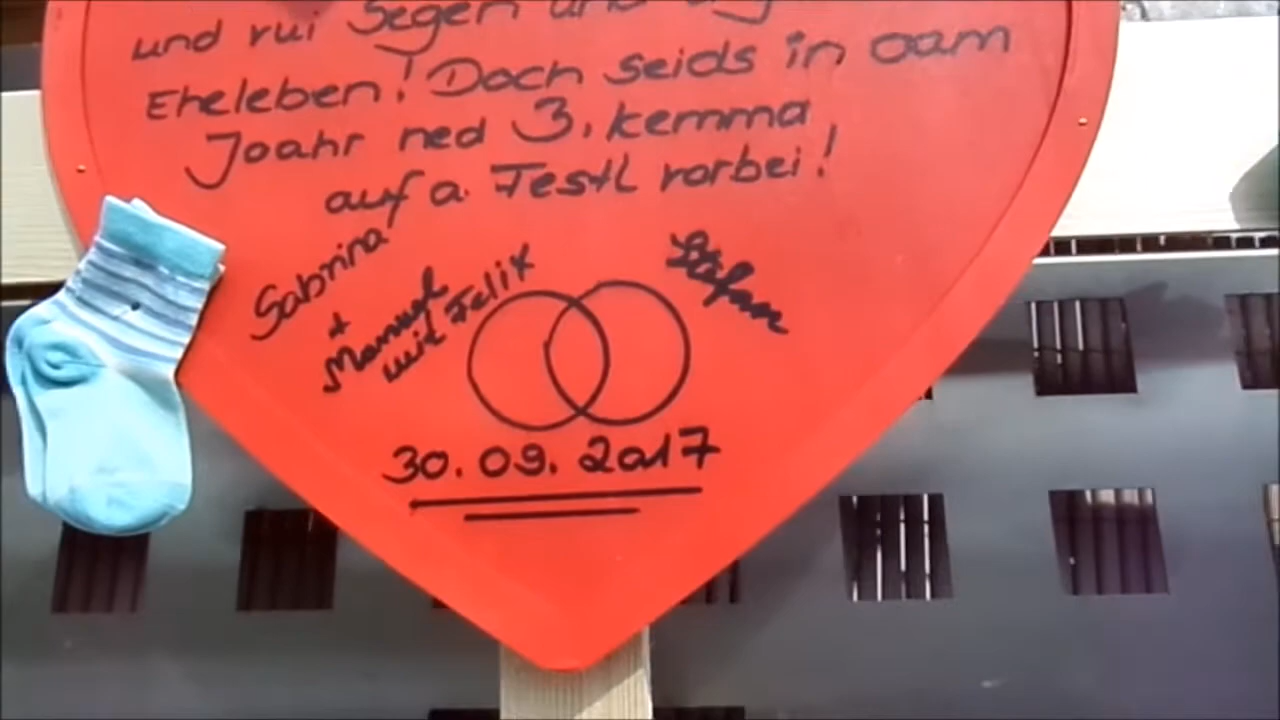 und vui Segen und
Eheleben! Doch seids in oam
Joahr ned 3, kemma
auf a Festl vorbei!
Sabrina
+
Manuel
mit Felix
Stefan
30. 09. 2017